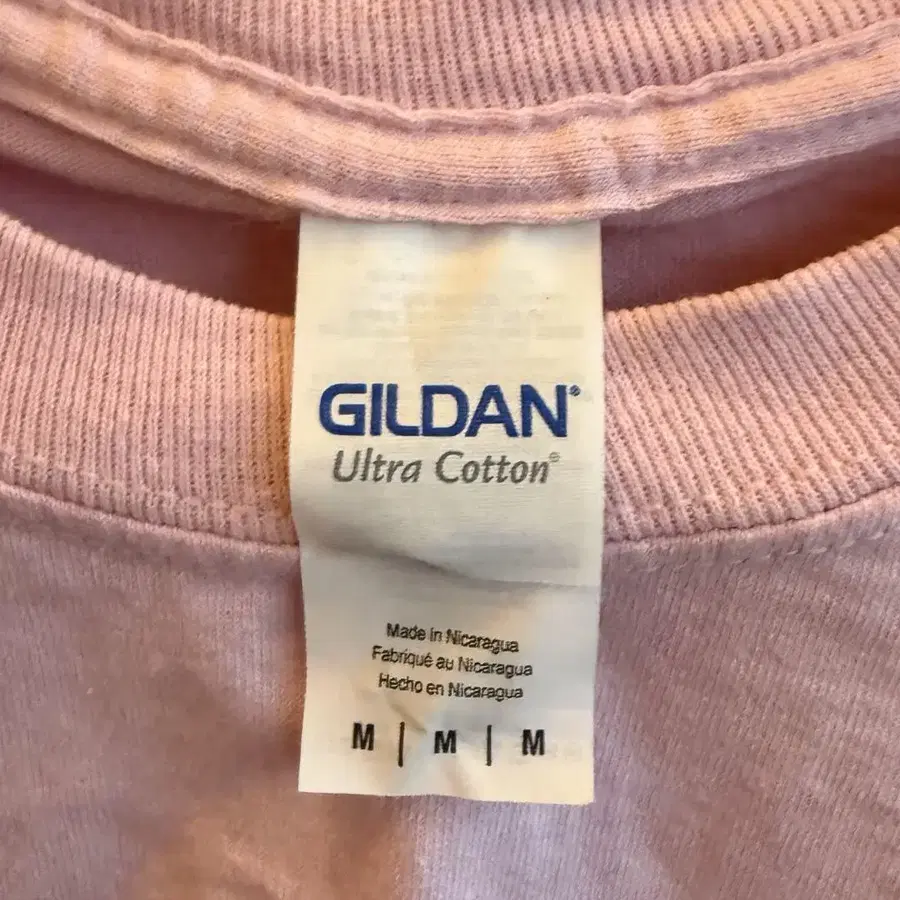 GILDAN®
Ultra Cotton®
Made in Nicaragua
Fabriqué au Nicaragua
Hecho en Nicaragua
M | M | M